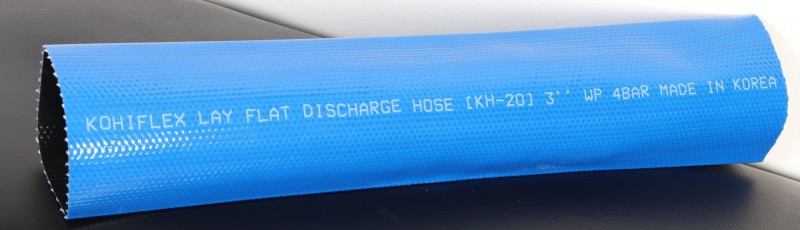 KOHIFLEX LAY FLAT DISCHARGE HOSE [KH-20] 3'' WP 4BAR MADE IN KOREA